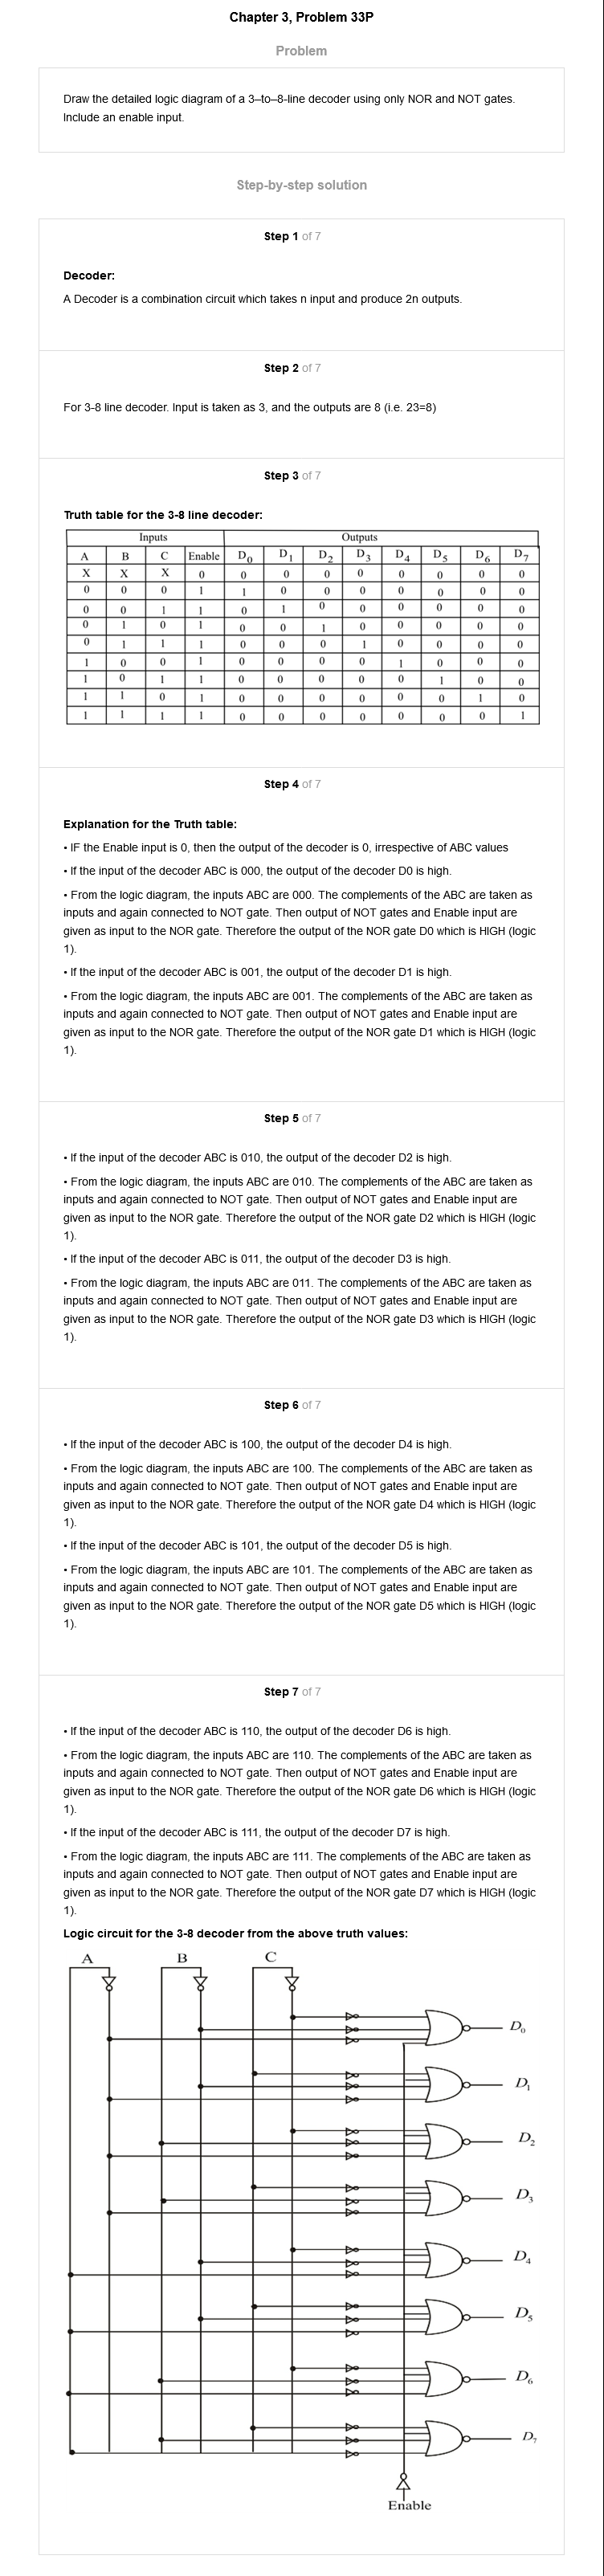 Chapter 3, Problem 33P
Problem
Draw the detailed logic diagram of a 3–to–8-line decoder using only NOR and NOT gates.
Include an enable input.
Step-by-step solution
Step 1 of 7
Decoder:
A Decoder is a combination circuit which takes n input and produce 2n outputs.
Step 2 of 7
For 3-8 line decoder. Input is taken as 3, and the outputs are 8 (i.e. 23=8)
Step 3 of 7
Truth table for the 3-8 line decoder:
Inputs Outputs
A B C Enable D0 D1 D2 D3 D4 D5 D6 D7
X X X 0 0 0 0 0 0 0 0 0
0 0 0 1 1 0 0 0 0 0 0 0
0 0 1 1 0 1 0 0 0 0 0 0
0 1 0 1 0 0 1 0 0 0 0 0
0 1 1 1 0 0 0 1 0 0 0 0
1 0 0 1 0 0 0 0 1 0 0 0
1 0 1 1 0 0 0 0 0 1 0 0
1 1 0 1 0 0 0 0 0 0 1 0
1 1 1 1 0 0 0 0 0 0 0 1
Step 4 of 7
Explanation for the Truth table:
• IF the Enable input is 0, then the output of the decoder is 0, irrespective of ABC values
• If the input of the decoder ABC is 000, the output of the decoder D0 is high.
• From the logic diagram, the inputs ABC are 000. The complements of the ABC are taken as
inputs and again connected to NOT gate. Then output of NOT gates and Enable input are
given as input to the NOR gate. Therefore the output of the NOR gate D0 which is HIGH (logic
1).
• If the input of the decoder ABC is 001, the output of the decoder D1 is high.
• From the logic diagram, the inputs ABC are 001. The complements of the ABC are taken as
inputs and again connected to NOT gate. Then output of NOT gates and Enable input are
given as input to the NOR gate. Therefore the output of the NOR gate D1 which is HIGH (logic
1).
Step 5 of 7
• If the input of the decoder ABC is 010, the output of the decoder D2 is high.
• From the logic diagram, the inputs ABC are 010. The complements of the ABC are taken as
inputs and again connected to NOT gate. Then output of NOT gates and Enable input are
given as input to the NOR gate. Therefore the output of the NOR gate D2 which is HIGH (logic
1).
• If the input of the decoder ABC is 011, the output of the decoder D3 is high.
• From the logic diagram, the inputs ABC are 011. The complements of the ABC are taken as
inputs and again connected to NOT gate. Then output of NOT gates and Enable input are
given as input to the NOR gate. Therefore the output of the NOR gate D3 which is HIGH (logic
1).
Step 6 of 7
• If the input of the decoder ABC is 100, the output of the decoder D4 is high.
• From the logic diagram, the inputs ABC are 100. The complements of the ABC are taken as
inputs and again connected to NOT gate. Then output of NOT gates and Enable input are
given as input to the NOR gate. Therefore the output of the NOR gate D4 which is HIGH (logic
1).
• If the input of the decoder ABC is 101, the output of the decoder D5 is high.
• From the logic diagram, the inputs ABC are 101. The complements of the ABC are taken as
inputs and again connected to NOT gate. Then output of NOT gates and Enable input are
given as input to the NOR gate. Therefore the output of the NOR gate D5 which is HIGH (logic
1).
Step 7 of 7
• If the input of the decoder ABC is 110, the output of the decoder D6 is high.
• From the logic diagram, the inputs ABC are 110. The complements of the ABC are taken as
inputs and again connected to NOT gate. Then output of NOT gates and Enable input are
given as input to the NOR gate. Therefore the output of the NOR gate D6 which is HIGH (logic
1).
• If the input of the decoder ABC is 111, the output of the decoder D7 is high.
• From the logic diagram, the inputs ABC are 111. The complements of the ABC are taken as
inputs and again connected to NOT gate. Then output of NOT gates and Enable input are
given as input to the NOR gate. Therefore the output of the NOR gate D7 which is HIGH (logic
1).
Logic circuit for the 3-8 decoder from the above truth values:
A B C
D0
D1
D2
D3
D4
D5
D6
D7
Enable